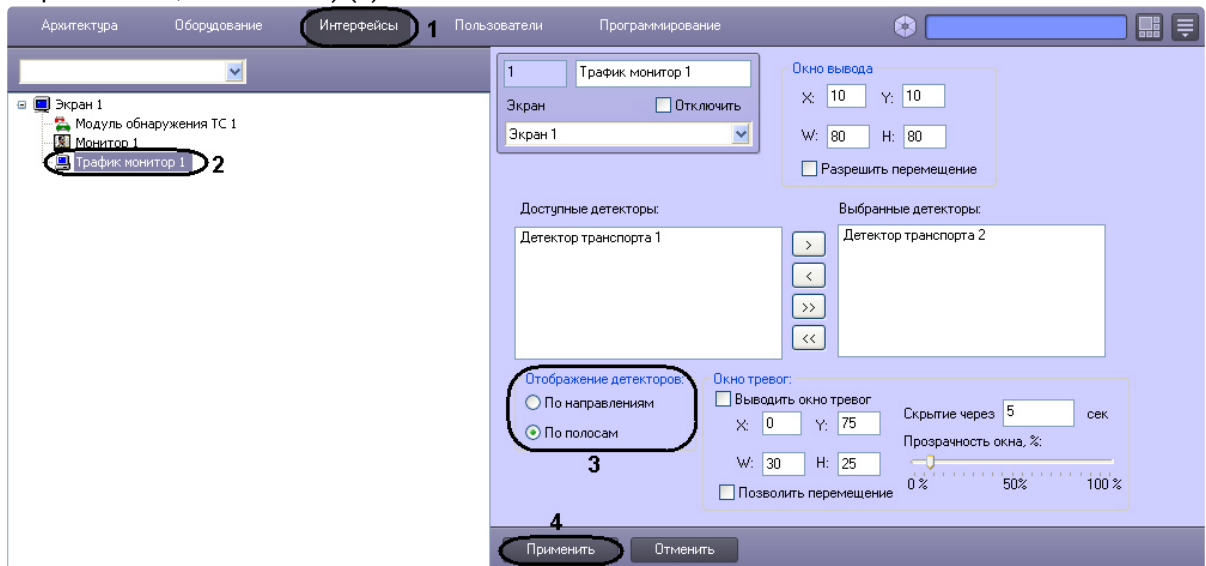 Архитектура Оборудование Интерфейсы 1 Пользователи Программирование
1 Трафик монитор 1
Экран Отключить
Экран 1
Окно вывода
X: 10 Y: 10
W: 80 H: 80
Разрешить перемещение
Экран 1
Модуль обнаружения ТС 1
Монитор 1
Трафик монитор 1 2
Доступные детекторы: Выбранные детекторы:
Детектор транспорта 1 > Детектор транспорта 2
<
>>
<<
Отображение детекторов:
По направлениям
По полосам
3
Окно тревог:
Выводить окно тревог
X: 0 Y: 75
W: 30 H: 25
Позволить перемещение
Скрытие через 5 сек
Прозрачность окна, %:
0 % 50% 100 %
4
Применить Отменить